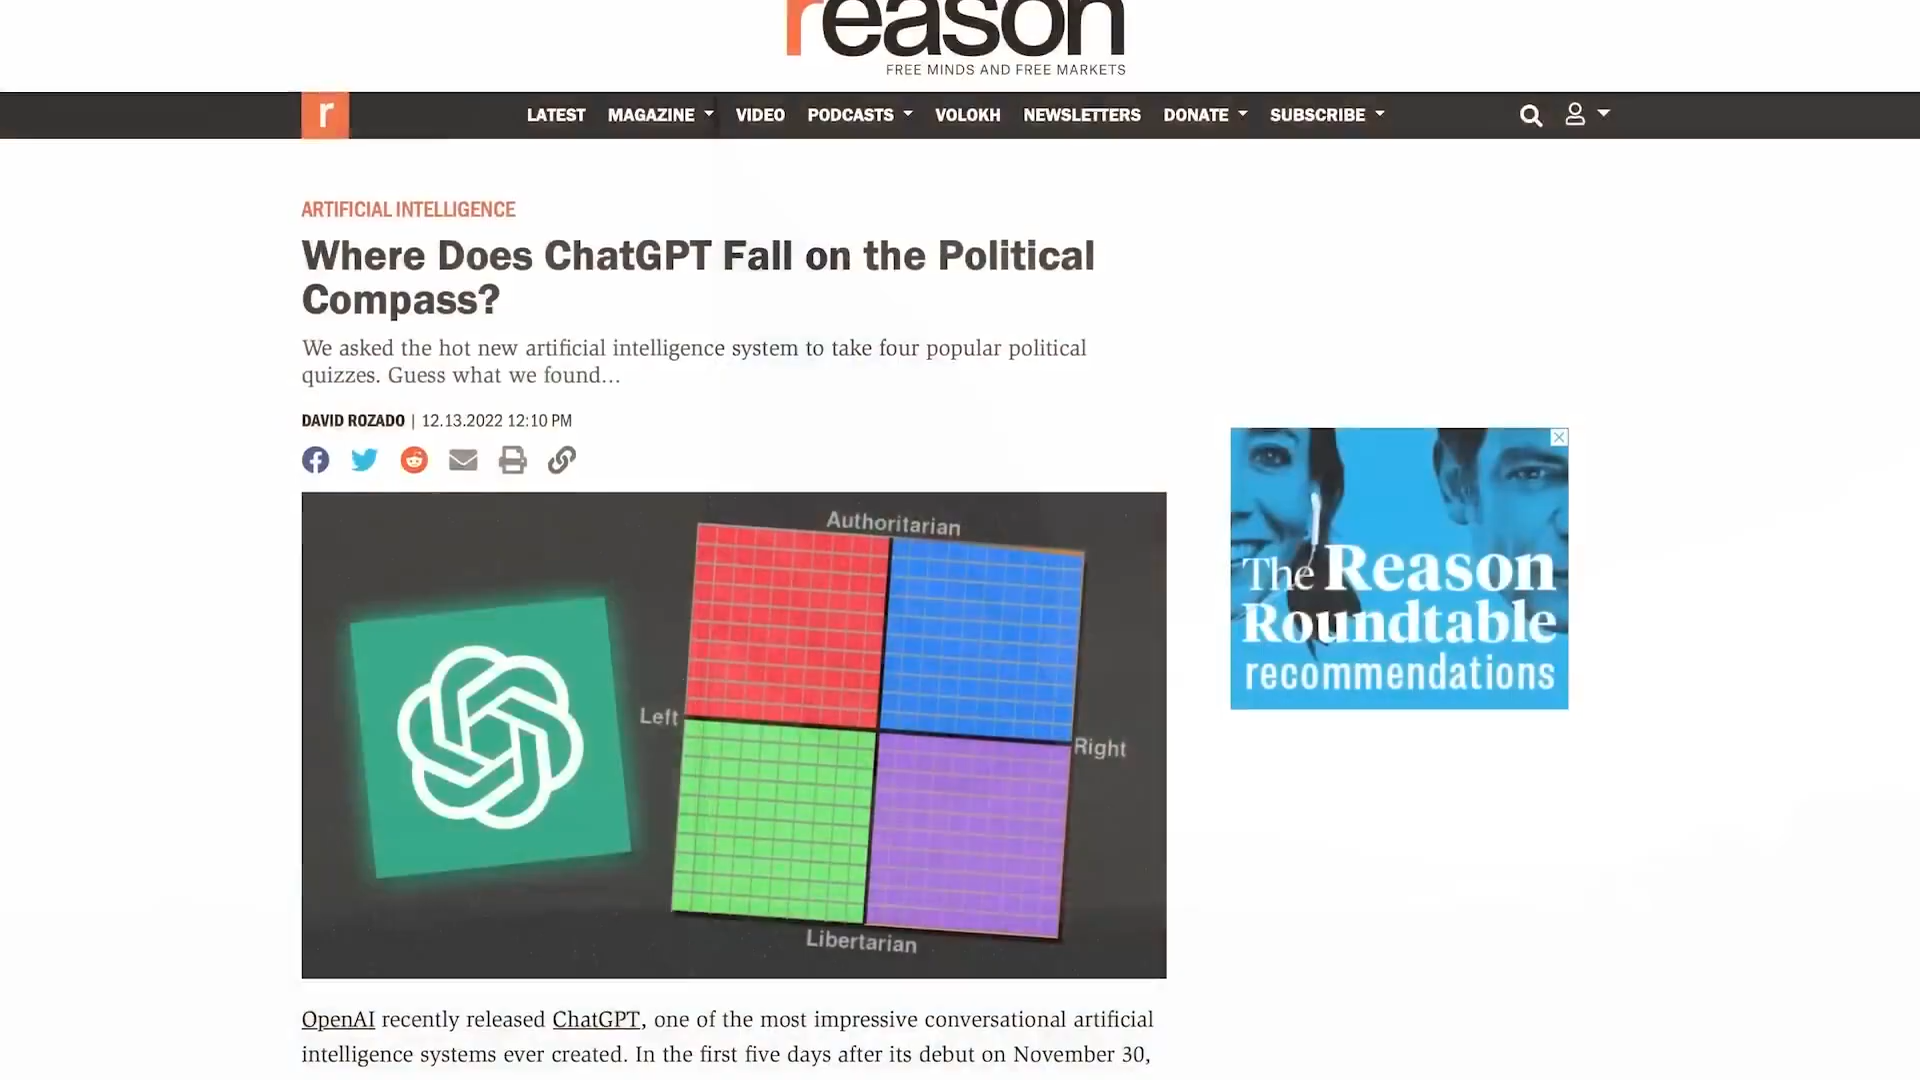 reason
FREE MINDS AND FREE MARKETS
r LATEST MAGAZINE VIDEO PODCASTS VOLOKH NEWSLETTERS DONATE SUBSCRIBE
ARTIFICIAL INTELLIGENCE
Where Does ChatGPT Fall on the Political
Compass?
We asked the hot new artificial intelligence system to take four popular political
quizzes. Guess what we found…
DAVID ROZADO | 12.13.2022 12:10 PM
Authoritarian
Left
Right
Libertarian
The Reason
Roundtable
recommendations
OpenAI recently released ChatGPT, one of the most impressive conversational artificial
intelligence systems ever created. In the first five days after its debut on November 30,